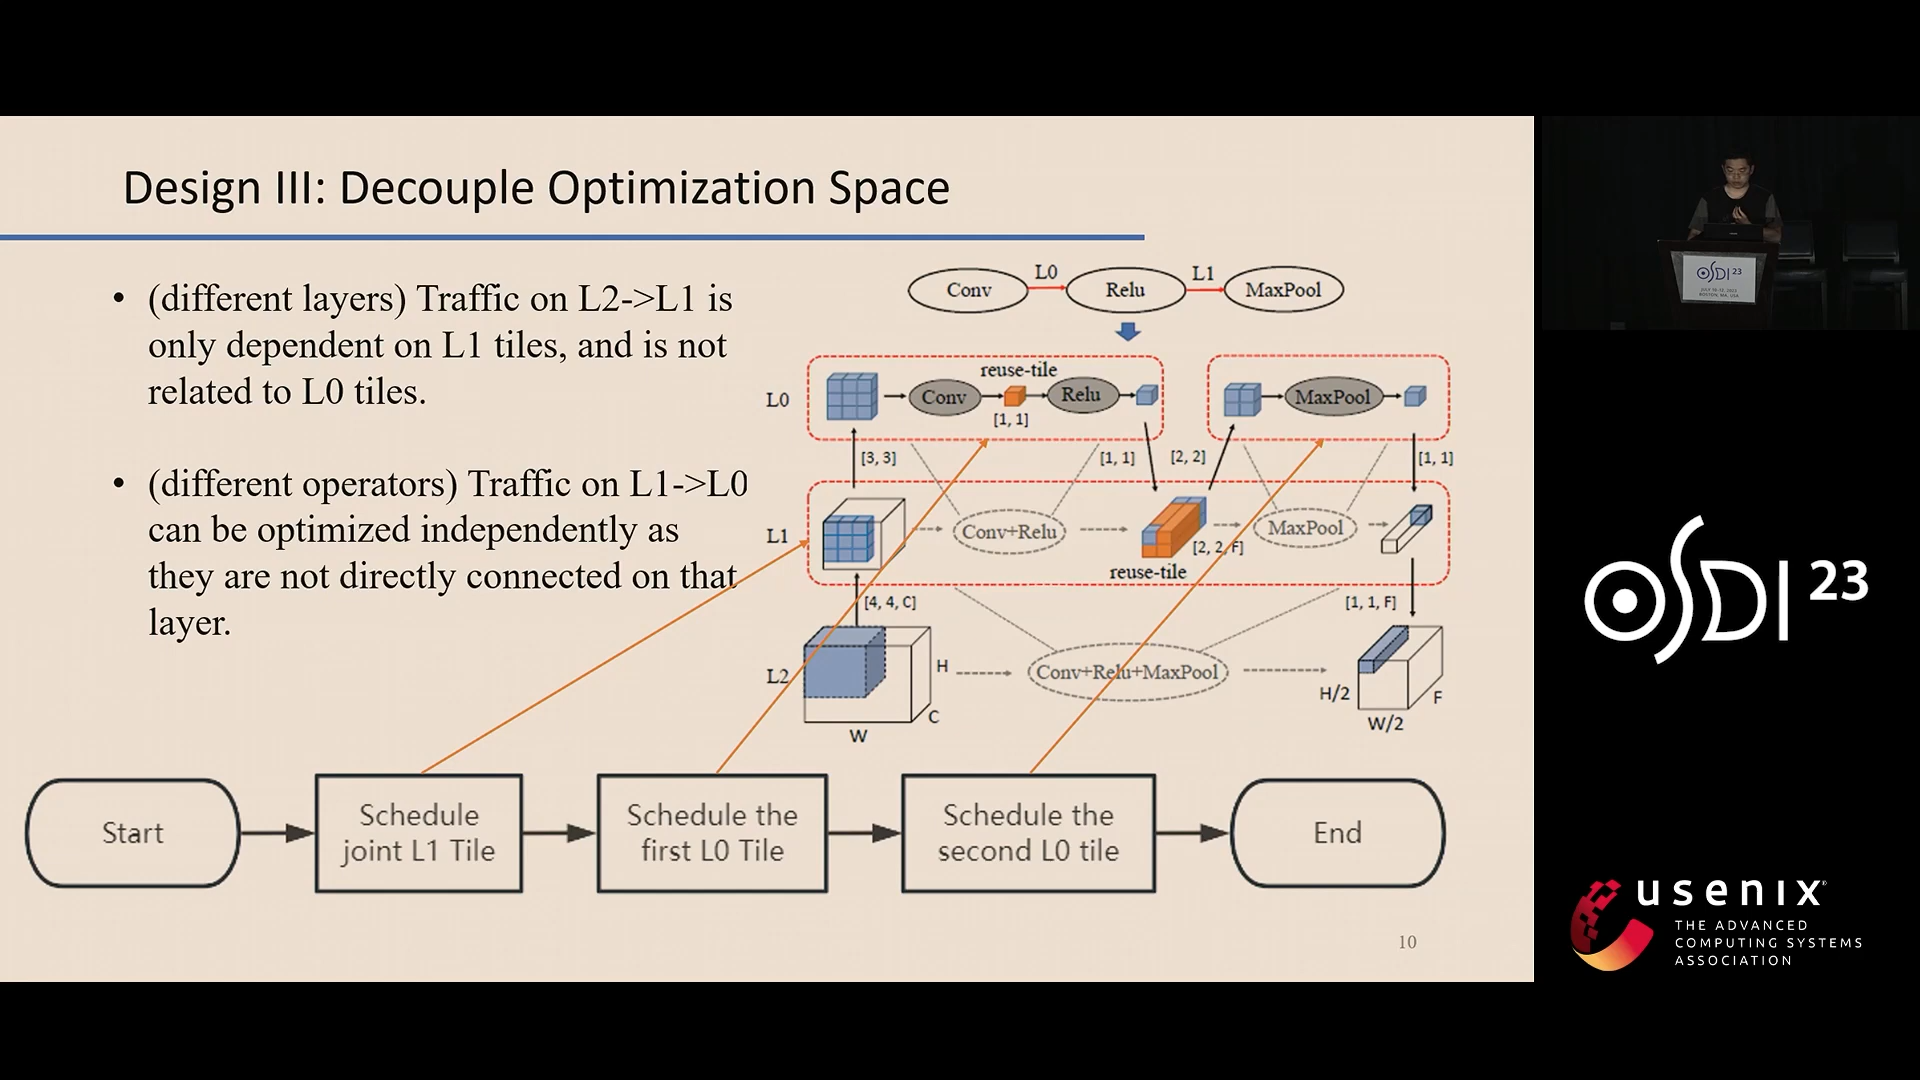 Design III: Decouple Optimization Space
• (different layers) Traffic on L2->L1 is
only dependent on L1 tiles, and is not
related to L0 tiles.
• (different operators) Traffic on L1->L0
can be optimized independently as
they are not directly connected on that
layer.
Conv
L0
Relu
L1
MaxPool
L0
Conv
reuse-tile
[1, 1]
Relu
MaxPool
[3, 3]
[1, 1]
[2, 2]
[1, 1]
L1
Conv+Relu
reuse-tile
[2, 2, F]
MaxPool
[4, 4, C]
[1, 1, F]
L2
H
C
W
Conv+Relu+MaxPool
H/2
F
W/2
Start
Schedule
joint L1 Tile
Schedule the
first L0 Tile
Schedule the
second L0 tile
End
10
OSDI 23
OSDI 23
usenix
THE ADVANCED
COMPUTING SYSTEMS
ASSOCIATION